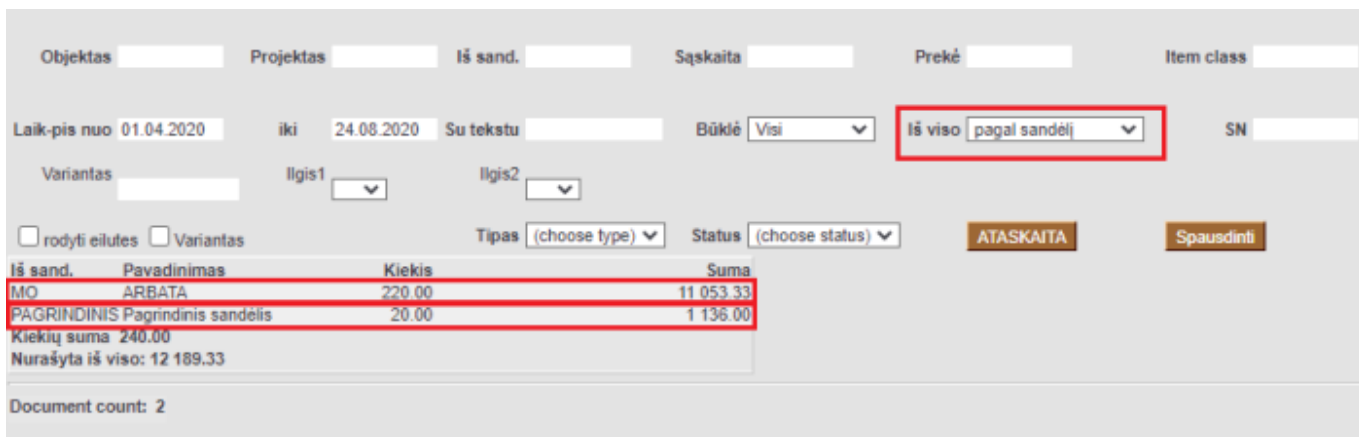 Objektas Projektas Iš sand. Sąskaita Prekė Item class
Laik-pis nuo 01.04.2020 iki 24.08.2020 Su tekstu Būklė Visi Iš viso pagal sandėlį SN
Variantas Ilgis1 Ilgis2
rodyti eilutes Variantas Tipas (choose type) Status (choose status) ATASKAITA Spausdinti
Iš sand. Pavadinimas Kiekis Suma
MO ARBATA 220.00 11 053.33
PAGRINDINIS Pagrindinis sandėlis 20.00 1 136.00
Kiekių suma 240.00
Nurašyta iš viso: 12 189.33
Document count: 2